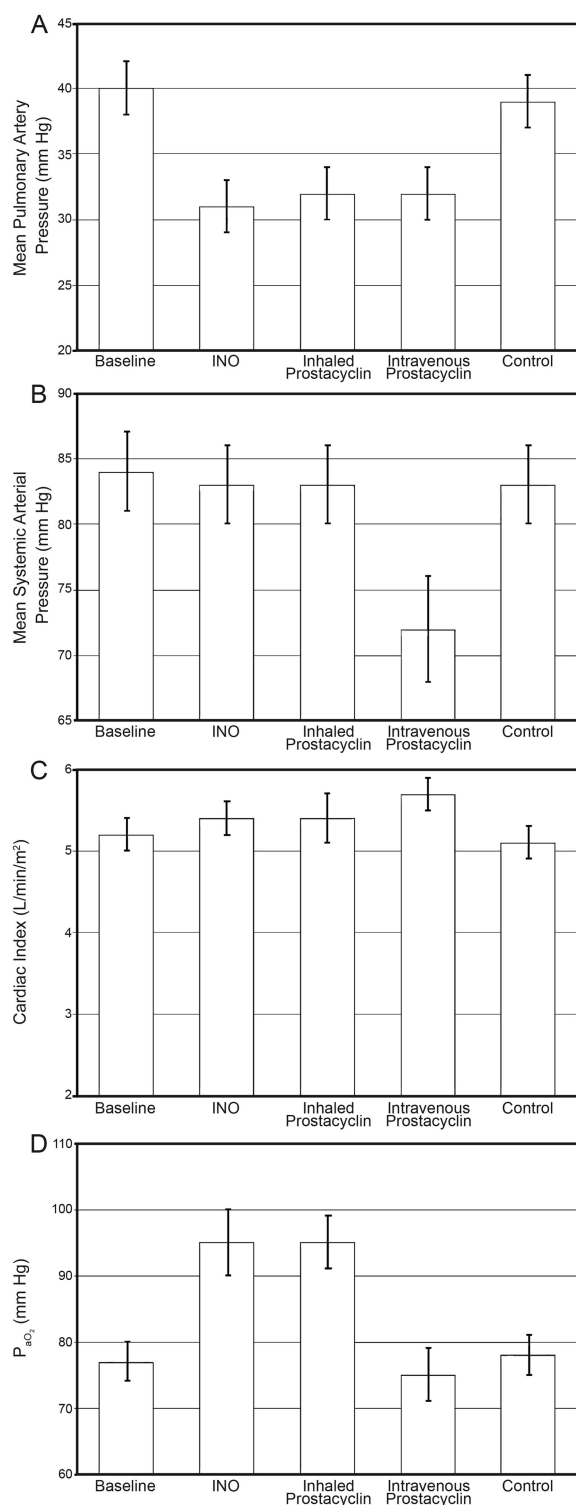 A
Mean Pulmonary Artery
Pressure (mm Hg)
45
40
35
30
25
20
Baseline
INO
Inhaled
Prostacyclin
Intravenous
Prostacyclin
Control
B
Mean Systemic Arterial
Pressure (mm Hg)
90
85
80
75
70
65
Baseline
INO
Inhaled
Prostacyclin
Intravenous
Prostacyclin
Control
C
Cardiac Index (L/min/m²)
6
5
4
3
2
Baseline
INO
Inhaled
Prostacyclin
Intravenous
Prostacyclin
Control
D
PaO₂ (mm Hg)
110
100
90
80
70
60
Baseline
INO
Inhaled
Prostacyclin
Intravenous
Prostacyclin
Control